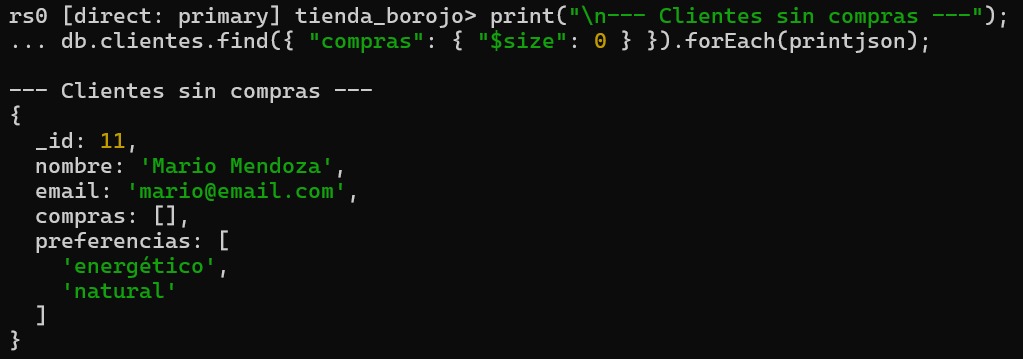 rs0 [direct: primary] tienda_borojo> print("\n--- Clientes sin compras ---");
... db.clientes.find({ "compras": { "$size": 0 } }).forEach(printjson);

--- Clientes sin compras ---
{
  _id: 11,
  nombre: 'Mario Mendoza',
  email: 'mario@email.com',
  compras: [],
  preferencias: [
    'energético',
    'natural'
  ]
}